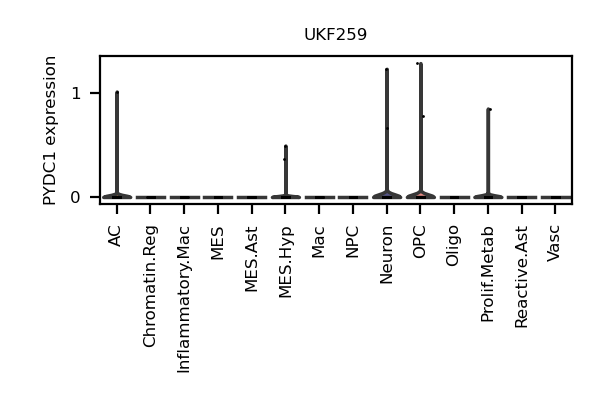 UKF259
PYDC1 expression
1
0
AC
Chromatin.Reg
Inflammatory.Mac
MES
MES.Ast
MES.Hyp
Mac
NPC
Neuron
OPC
Oligo
Prolif.Metab
Reactive.Ast
Vasc